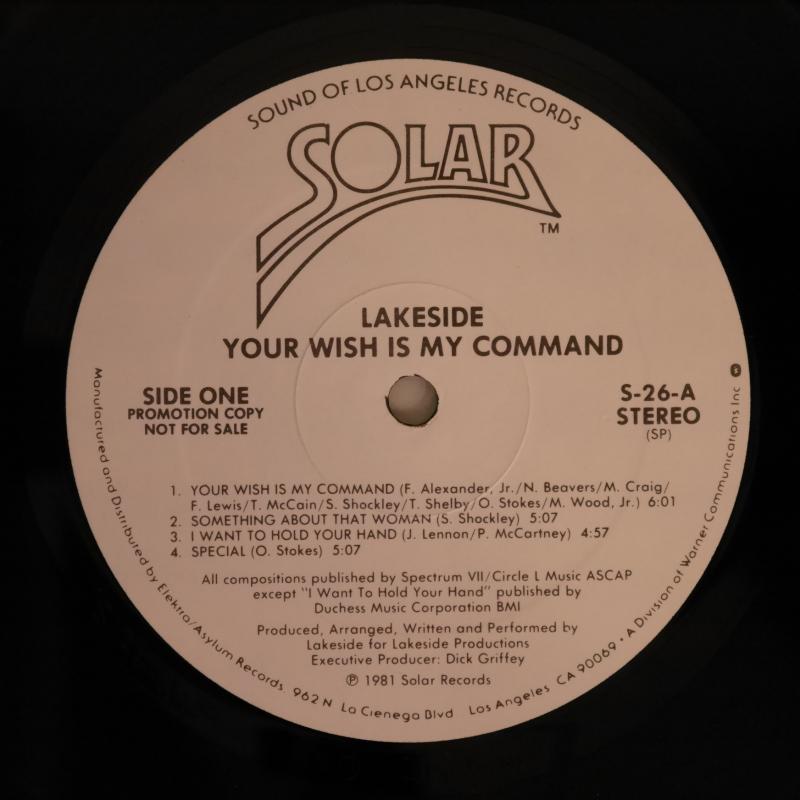 SOUND OF LOS ANGELES RECORDS
SOLAR
TM
LAKESIDE
YOUR WISH IS MY COMMAND
SIDE ONE
PROMOTION COPY
NOT FOR SALE
S-26-A
STEREO
(SP)
1. YOUR WISH IS MY COMMAND (F. Alexander, Jr./N. Beavers/M. Craig/
F. Lewis/T. McCain/S. Shockley/T. Shelby/O. Stokes/M. Wood, Jr.) 6:01
2. SOMETHING ABOUT THAT WOMAN (S. Shockley) 5:07
3. I WANT TO HOLD YOUR HAND (J. Lennon/P. McCartney) 4:57
4. SPECIAL (O. Stokes) 5:07
All compositions published by Spectrum VII/Circle L Music ASCAP
except "I Want To Hold Your Hand" published by
Duchess Music Corporation BMI
Produced, Arranged, Written and Performed by
Lakeside for Lakeside Productions
Executive Producer: Dick Griffey
℗ 1981 Solar Records
Manufactured and Distributed by Elektra/Asylum Records 962 N La Cienega Blvd Los Angeles CA 90069 • A Division of Warner Communications Inc